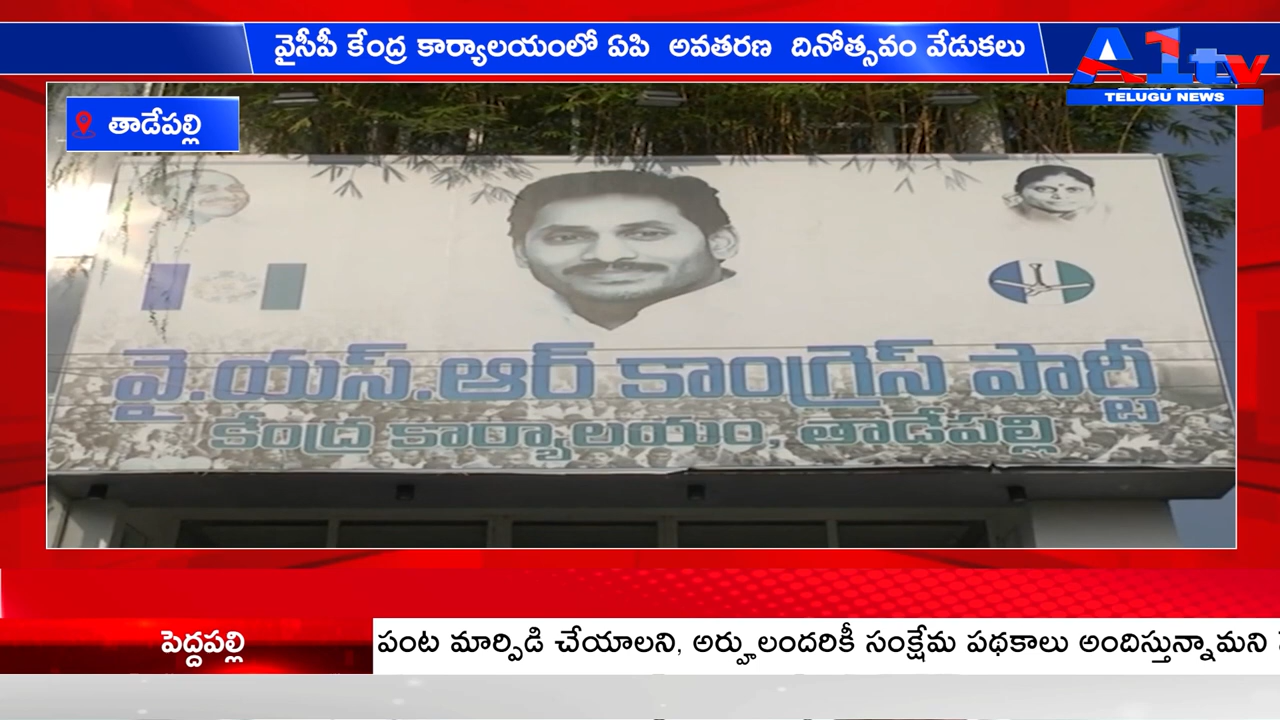 వైసీపీ కేంద్ర కార్యాలయంలో ఏపి అవతరణ దినోత్సవం వేడుకలు
A1tv
TELUGU NEWS
తాడేపల్లి
వై.యస్.ఆర్ కాంగ్రెస్ పార్టీ
కేంద్ర కార్యాలయం, తాడేపల్లి
పెద్దపల్లి
పంట మార్పిడి చేయాలని, అర్హులందరికీ సంక్షేమ పథకాలు అందిస్తున్నామని